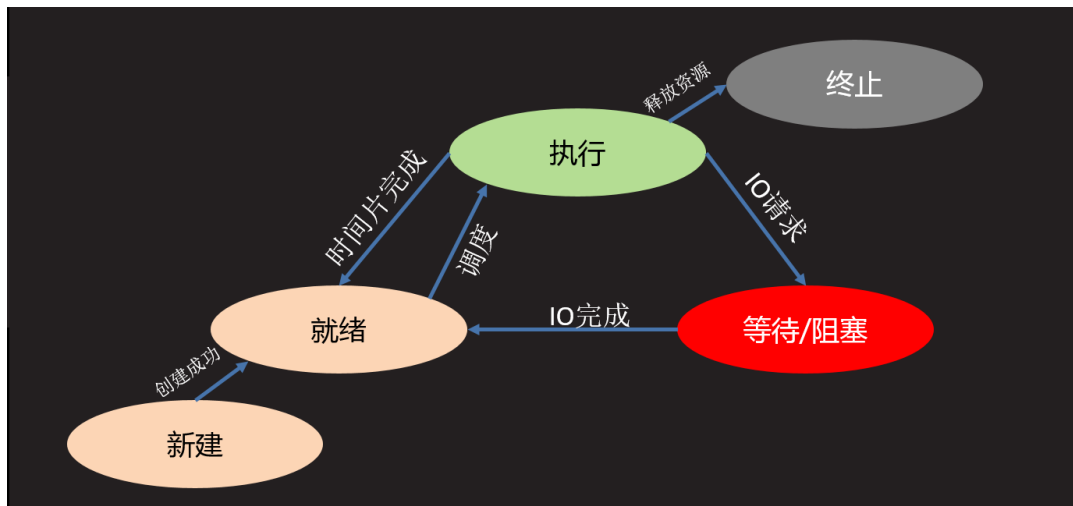 终止
释放资源
执行
时间片完成
调度
IO请求
就绪
IO完成
等待/阻塞
创建成功
新建